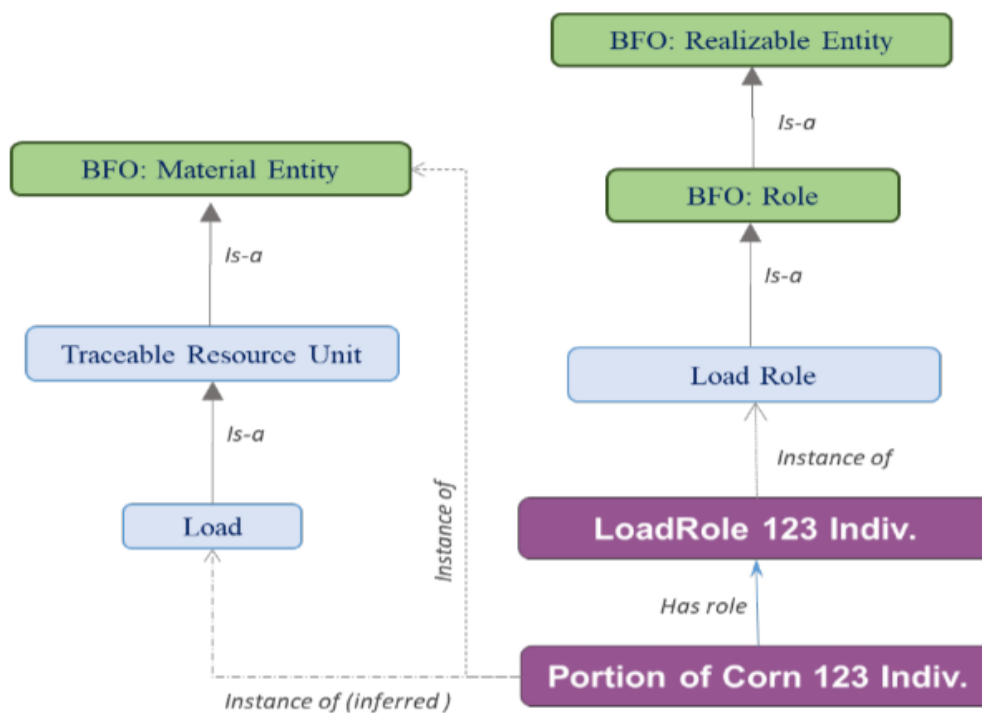 BFO: Realizable Entity
Is-a
BFO: Material Entity
BFO: Role
Is-a
Is-a
Traceable Resource Unit
Load Role
Is-a
Instance of
Instance of
Load
LoadRole 123 Indiv.
Has role
Portion of Corn 123 Indiv.
Instance of (inferred )